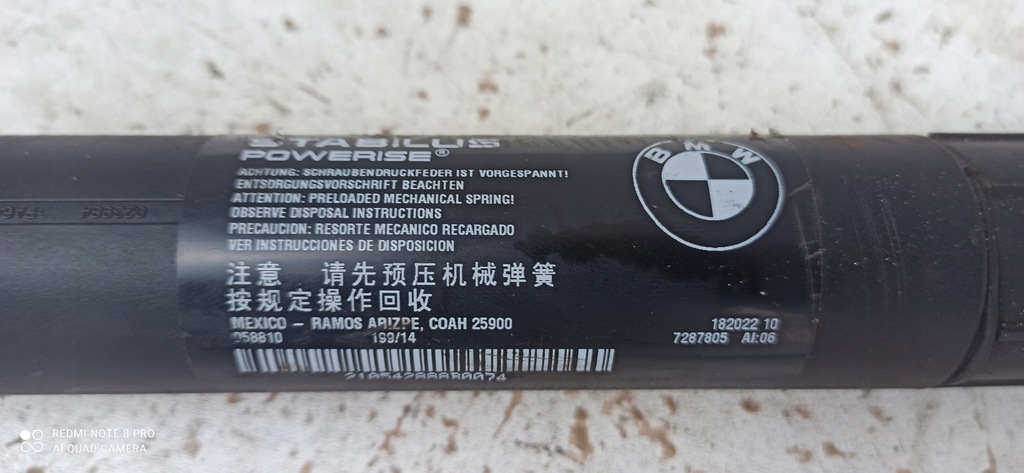 STABILUS
POWERISE®
ACHTUNG: SCHRAUBENDRUCKFEDER IST VORGESPANNT!
ENTSORGUNGSVORSCHRIFT BEACHTEN
ATTENTION: PRELOADED MECHANICAL SPRING!
OBSERVE DISPOSAL INSTRUCTIONS
PRECAUCION: RESORTE MECANICO RECARGADO
VER INSTRUCCIONES DE DISPOSICION
注意 请先预压机械弹簧
按规定操作回收
MEXICO - RAMOS ARIZPE, COAH 25900
058810 199/14
BMW
182022 10
7287805 AI:06
023864
REDMI NOTE 8 PRO
AI QUAD CAMERA